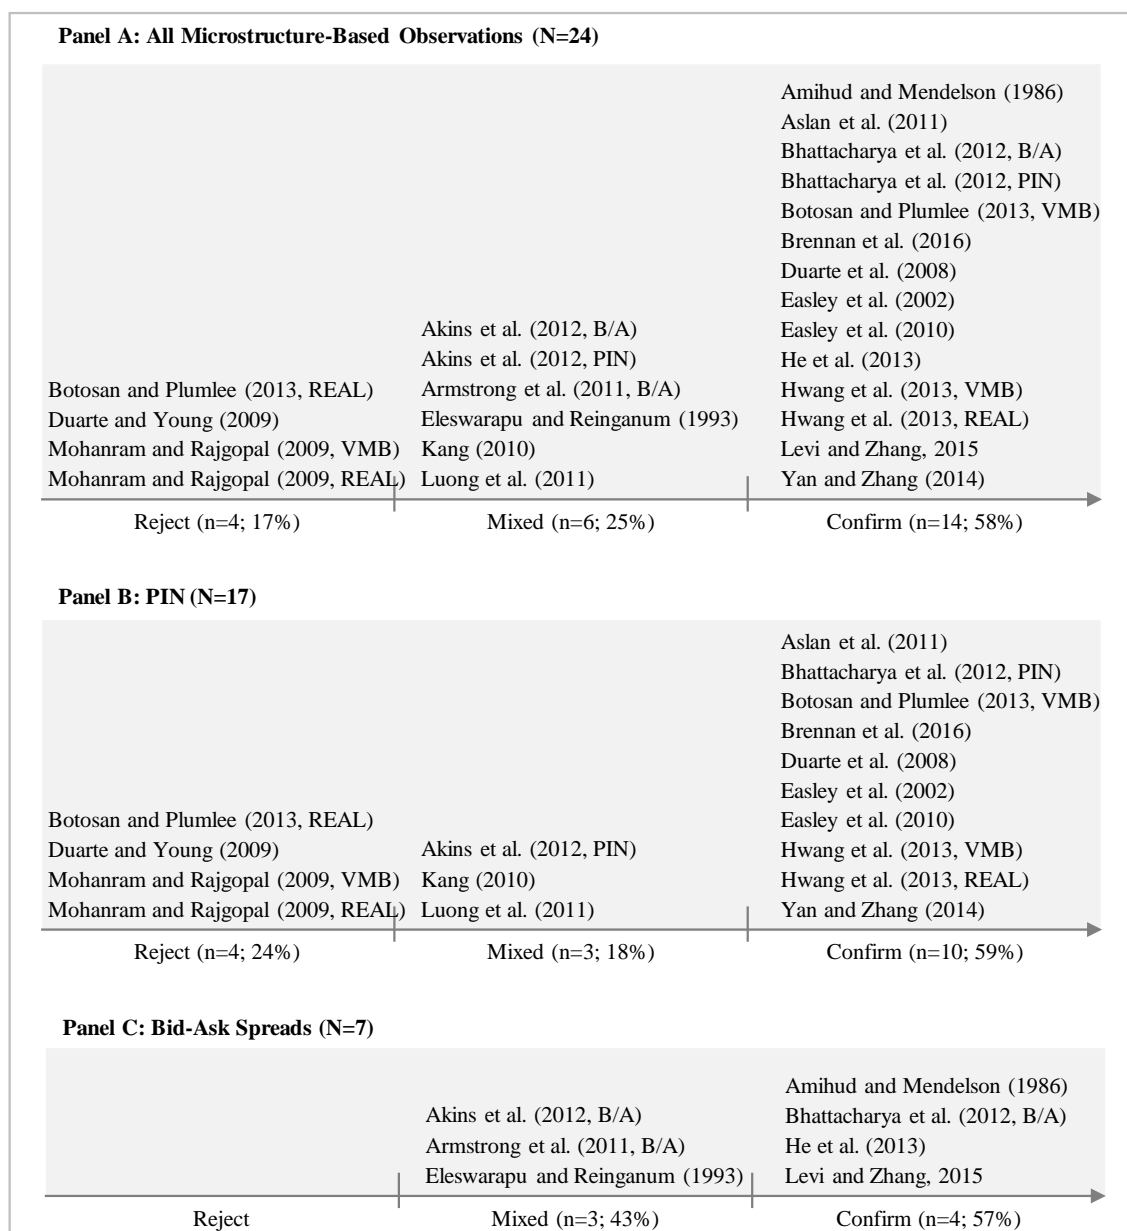 Panel A: All Microstructure-Based Observations (N=24)
Botosan and Plumlee (2013, REAL)
Duarte and Young (2009)
Mohanram and Rajgopal (2009, VMB)
Mohanram and Rajgopal (2009, REAL)
Akins et al. (2012, B/A)
Akins et al. (2012, PIN)
Armstrong et al. (2011, B/A)
Eleswarapu and Reinganum (1993)
Kang (2010)
Luong et al. (2011)
Amihud and Mendelson (1986)
Aslan et al. (2011)
Bhattacharya et al. (2012, B/A)
Bhattacharya et al. (2012, PIN)
Botosan and Plumlee (2013, VMB)
Brennan et al. (2016)
Duarte et al. (2008)
Easley et al. (2002)
Easley et al. (2010)
He et al. (2013)
Hwang et al. (2013, VMB)
Hwang et al. (2013, REAL)
Levi and Zhang, 2015
Yan and Zhang (2014)
Reject (n=4; 17%)
Mixed (n=6; 25%)
Confirm (n=14; 58%)
Panel B: PIN (N=17)
Botosan and Plumlee (2013, REAL)
Duarte and Young (2009)
Mohanram and Rajgopal (2009, VMB)
Mohanram and Rajgopal (2009, REAL)
Akins et al. (2012, PIN)
Kang (2010)
Luong et al. (2011)
Aslan et al. (2011)
Bhattacharya et al. (2012, PIN)
Botosan and Plumlee (2013, VMB)
Brennan et al. (2016)
Duarte et al. (2008)
Easley et al. (2002)
Easley et al. (2010)
Hwang et al. (2013, VMB)
Hwang et al. (2013, REAL)
Yan and Zhang (2014)
Reject (n=4; 24%)
Mixed (n=3; 18%)
Confirm (n=10; 59%)
Panel C: Bid-Ask Spreads (N=7)
Akins et al. (2012, B/A)
Armstrong et al. (2011, B/A)
Eleswarapu and Reinganum (1993)
Amihud and Mendelson (1986)
Bhattacharya et al. (2012, B/A)
He et al. (2013)
Levi and Zhang, 2015
Reject
Mixed (n=3; 43%)
Confirm (n=4; 57%)